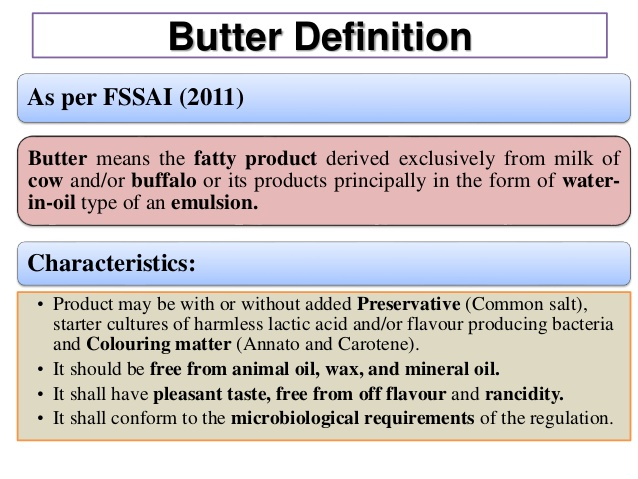 Butter Definition
As per FSSAI (2011)
Butter means the fatty product derived exclusively from milk of
cow and/or buffalo or its products principally in the form of water-
in-oil type of an emulsion.
Characteristics:
• Product may be with or without added Preservative (Common salt),
starter cultures of harmless lactic acid and/or flavour producing bacteria
and Colouring matter (Annato and Carotene).
• It should be free from animal oil, wax, and mineral oil.
• It shall have pleasant taste, free from off flavour and rancidity.
• It shall conform to the microbiological requirements of the regulation.